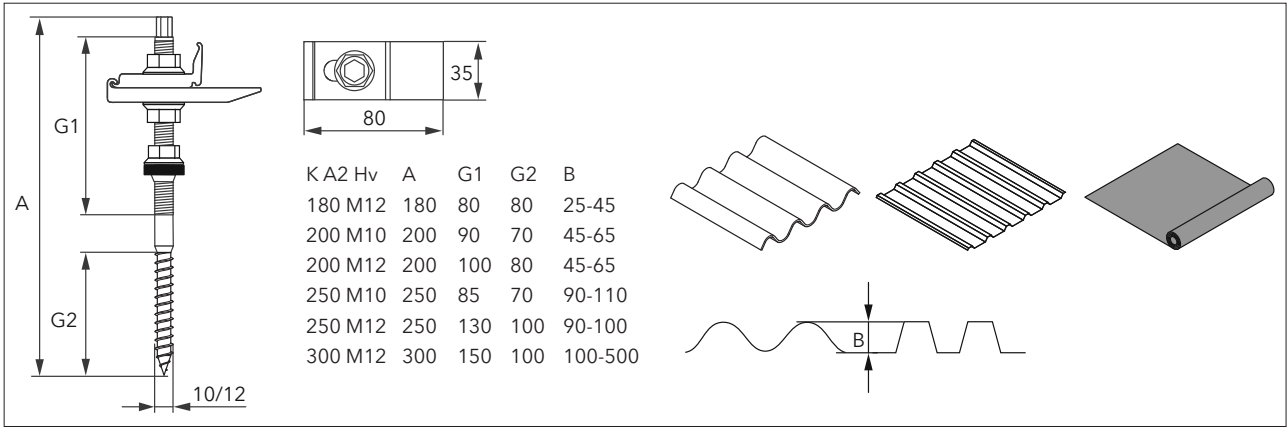 A
G1
G2
10/12
35
80
K A2 Hv A G1 G2 B
180 M12 180 80 80 25-45
200 M10 200 90 70 45-65
200 M12 200 100 80 45-65
250 M10 250 85 70 90-110
250 M12 250 130 100 90-100
300 M12 300 150 100 100-500
B